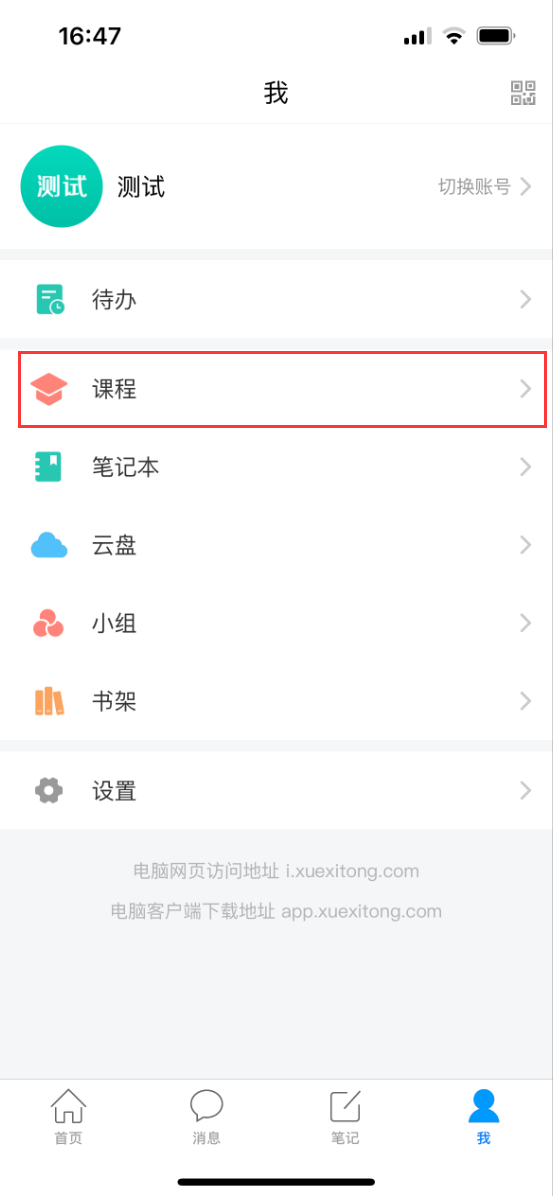 16:47
我
测试 测试 切换账号
待办
课程
笔记本
云盘
小组
书架
设置
电脑网页访问地址 i.xuexitong.com
电脑客户端下载地址 app.xuexitong.com
首页 消息 笔记 我